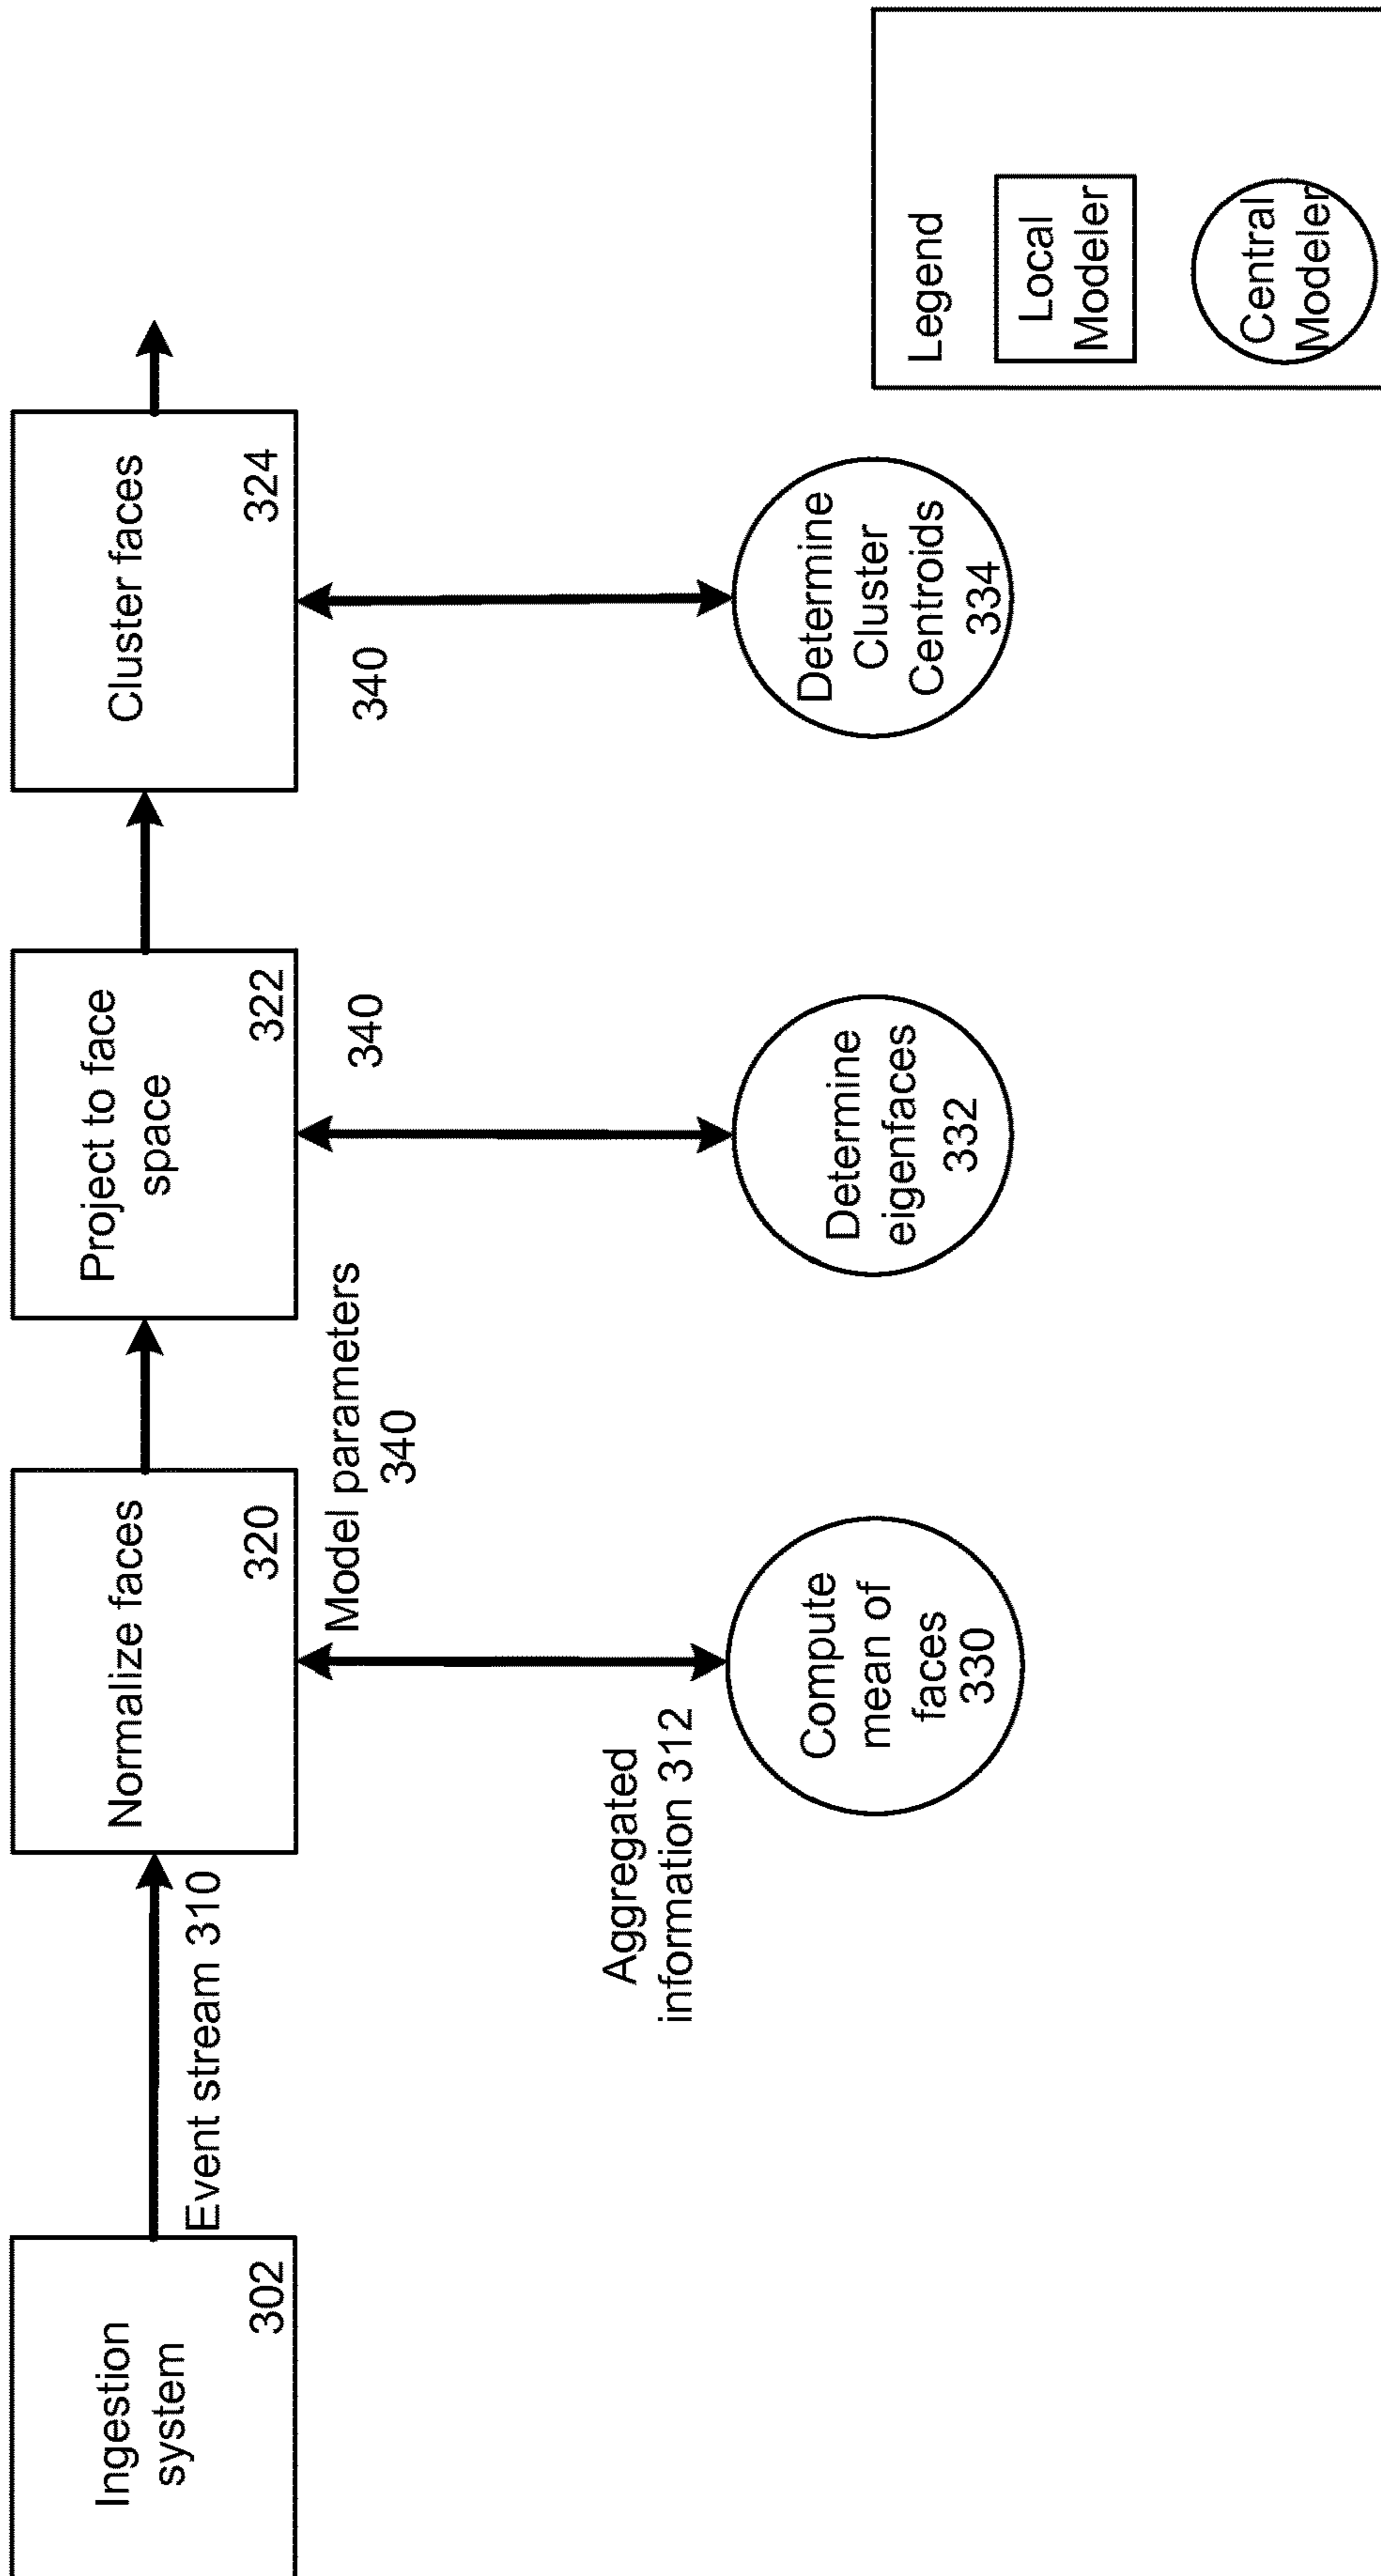 Ingestion
system
302
Event stream 310
Normalize faces
320
Model parameters
340
Aggregated
information 312
Compute
mean of
faces
330
Project to face
space
322
340
Determine
eigenfaces
332
Cluster faces
324
340
Determine
Cluster
Centroids
334
Legend
Local
Modeler
Central
Modeler